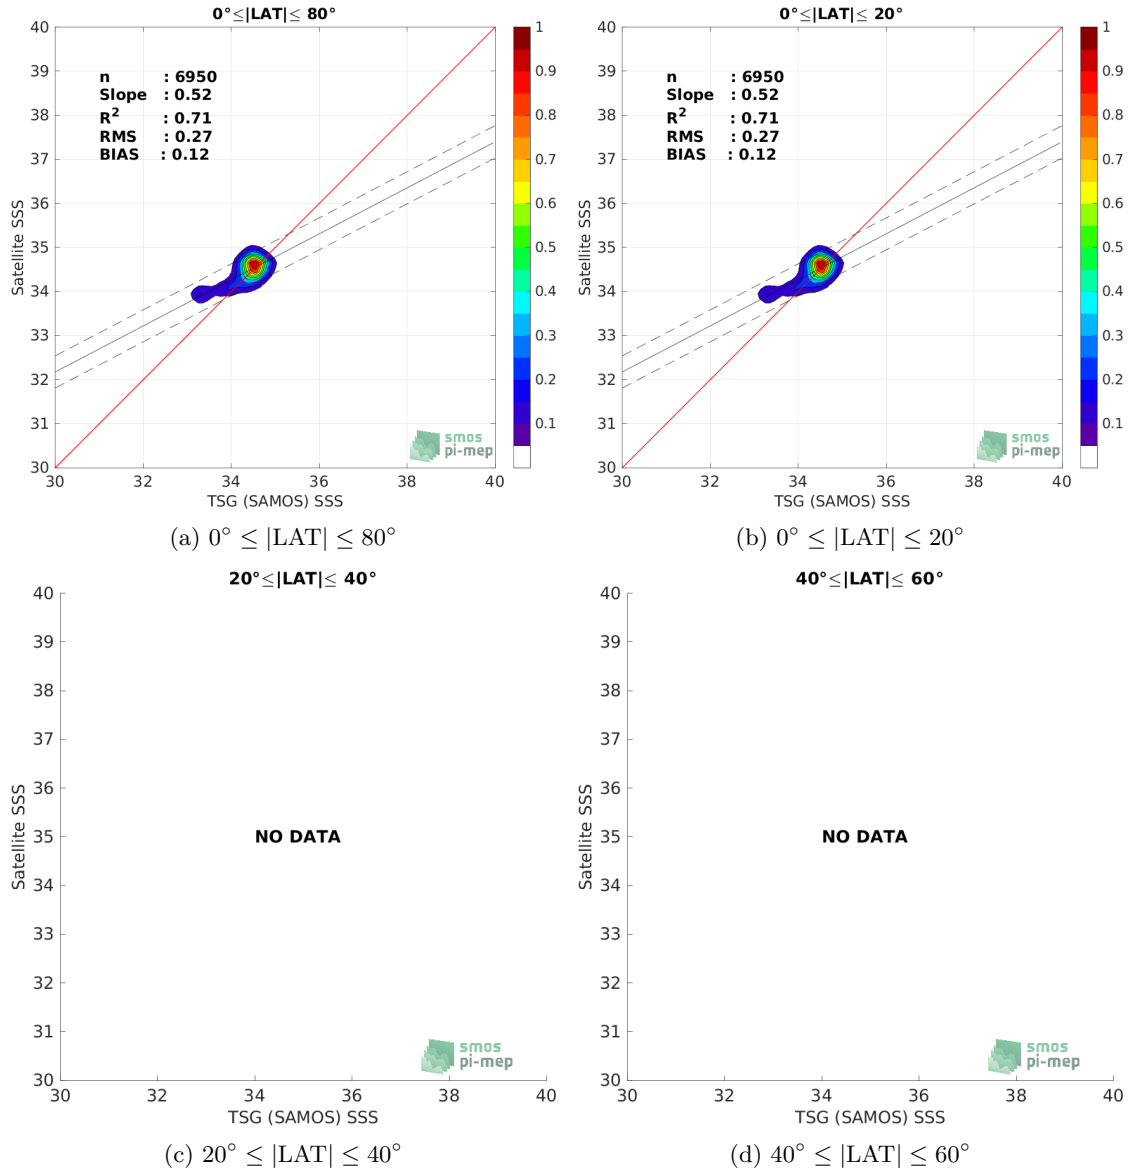 0°≤|LAT|≤ 80°
40
39
38
37
36
35
34
33
32
31
30
Satellite SSS
n : 6950
Slope : 0.52
R² : 0.71
RMS : 0.27
BIAS : 0.12
1
0.9
0.8
0.7
0.6
0.5
0.4
0.3
0.2
0.1
smos
pi-mep
30 32 34 36 38 40
TSG (SAMOS) SSS
(a) 0° ≤ |LAT| ≤ 80°
0°≤|LAT|≤ 20°
40
39
38
37
36
35
34
33
32
31
30
Satellite SSS
n : 6950
Slope : 0.52
R² : 0.71
RMS : 0.27
BIAS : 0.12
1
0.9
0.8
0.7
0.6
0.5
0.4
0.3
0.2
0.1
smos
pi-mep
30 32 34 36 38 40
TSG (SAMOS) SSS
(b) 0° ≤ |LAT| ≤ 20°
20°≤|LAT|≤ 40°
40
39
38
37
36
35
34
33
32
31
30
Satellite SSS
NO DATA
smos
pi-mep
30 32 34 36 38 40
TSG (SAMOS) SSS
(c) 20° ≤ |LAT| ≤ 40°
40°≤|LAT|≤ 60°
40
39
38
37
36
35
34
33
32
31
30
Satellite SSS
NO DATA
smos
pi-mep
30 32 34 36 38 40
TSG (SAMOS) SSS
(d) 40° ≤ |LAT| ≤ 60°